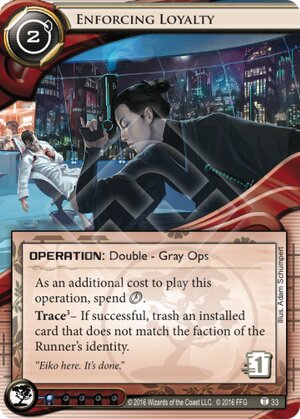 ENFORCING LOYALTY
2
OPERATION: Double - Gray Ops
As an additional cost to play this
operation, spend .
Trace³– If successful, trash an installed
card that does not match the faction of the
Runner's identity.
"Eiko here. It's done."
Illus. Adam Schumpert
© 2016 Wizards of the Coast LLC. © 2016 FFG
33